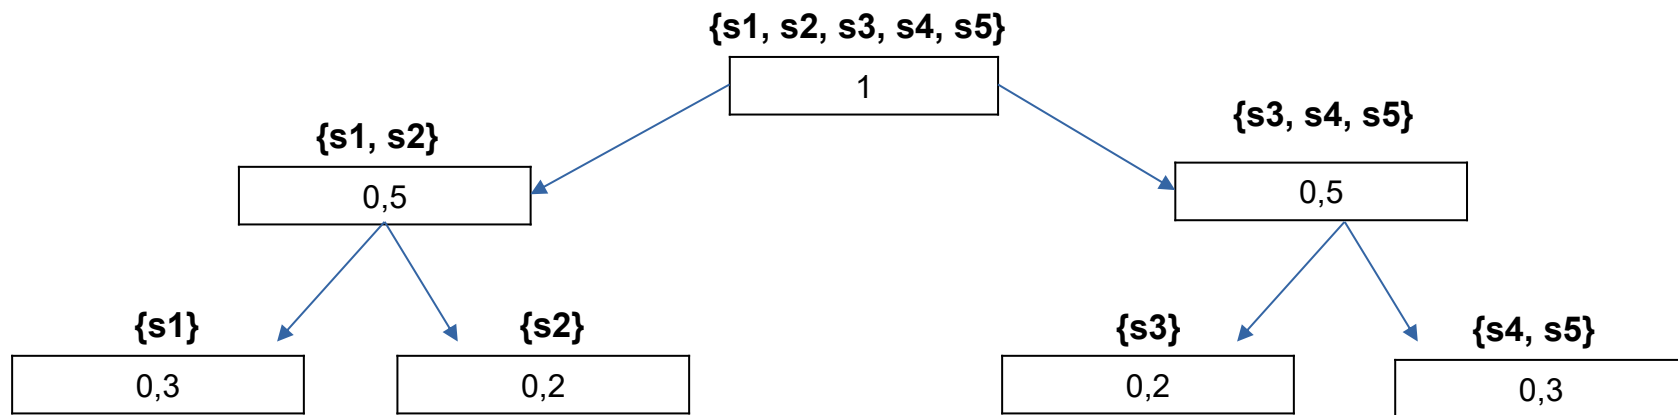 {s1, s2, s3, s4, s5}
1
{s1, s2}
0,5
{s3, s4, s5}
0,5
{s1}
0,3
{s2}
0,2
{s3}
0,2
{s4, s5}
0,3